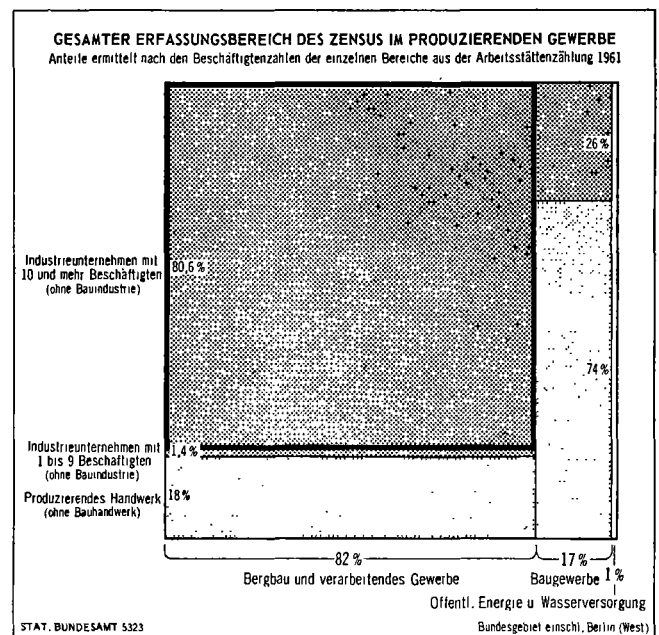 GESAMTER ERFASSUNGSBEREICH DES ZENSUS IM PRODUZIERENDEN GEWERBE
Anteile ermittelt nach den Beschäftigtenzahlen der einzelnen Bereiche aus der Arbeitsstättenzählung 1961
26%
Industrieunternehmen mit
10 und mehr Beschäftigten
(ohne Bauindustrie)
80,6%
74%
Industrieunternehmen mit
1 bis 9 Beschäftigten
(ohne Bauindustrie)
1,4%
Produzierendes Handwerk
(ohne Bauhandwerk)
18%
82%
17%
1%
Bergbau und verarbeitendes Gewerbe
Baugewerbe
Öffentl. Energie u Wasserversorgung
STAT. BUNDESAMT 5323
Bundesgebiet einschl. Berlin (West)